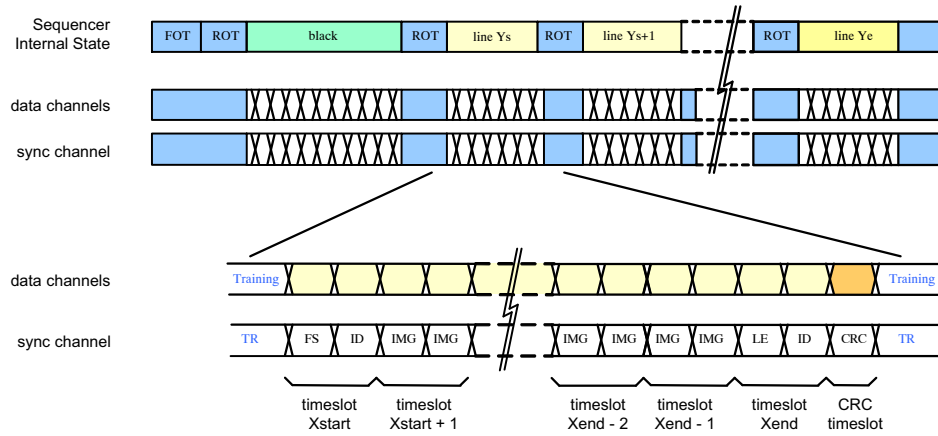 Sequencer
Internal State
FOT ROT black ROT line Ys ROT line Ys+1 ROT line Ye
data channels
sync channel
data channels
Training Training
sync channel
TR FS ID IMG IMG IMG IMG IMG IMG LE ID CRC TR
timeslot timeslot timeslot timeslot timeslot CRC
Xstart Xstart + 1 Xend - 2 Xend - 1 Xend timeslot